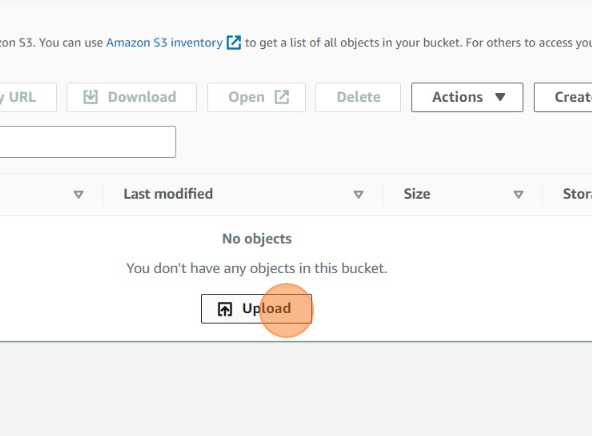 zon S3. You can use Amazon S3 inventory to get a list of all objects in your bucket. For others to access you
y URL Download Open Delete Actions Creat
Last modified Size Stora
No objects
You don't have any objects in this bucket.
Upload